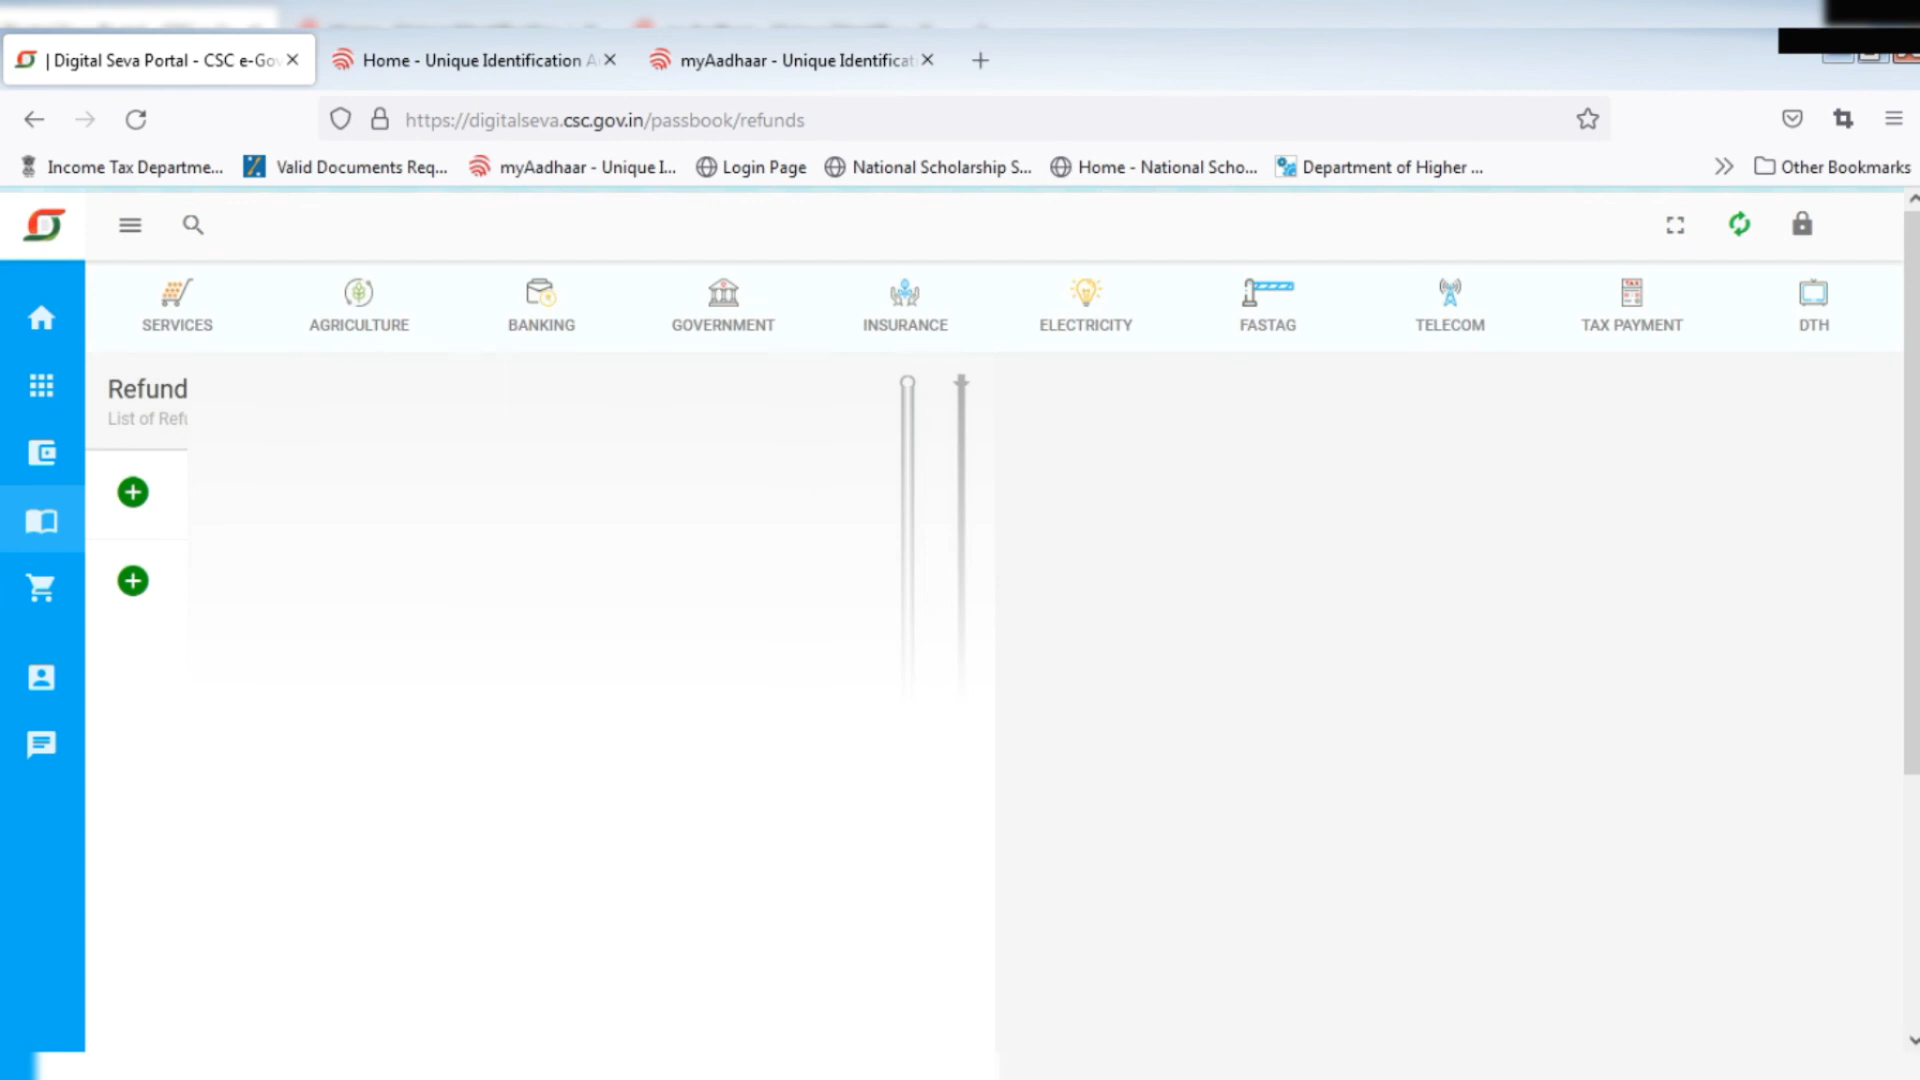 | Digital Seva Portal - CSC e-Gov
Home - Unique Identification A
myAadhaar - Unique Identificat
https://digitalseva.csc.gov.in/passbook/refunds
Income Tax Departme...
Valid Documents Req...
myAadhaar - Unique I...
Login Page
National Scholarship S...
Home - National Scho...
Department of Higher ...
Other Bookmarks
SERVICES
AGRICULTURE
BANKING
GOVERNMENT
INSURANCE
ELECTRICITY
FASTAG
TELECOM
TAX PAYMENT
DTH
TAX
Refund
List of Refu